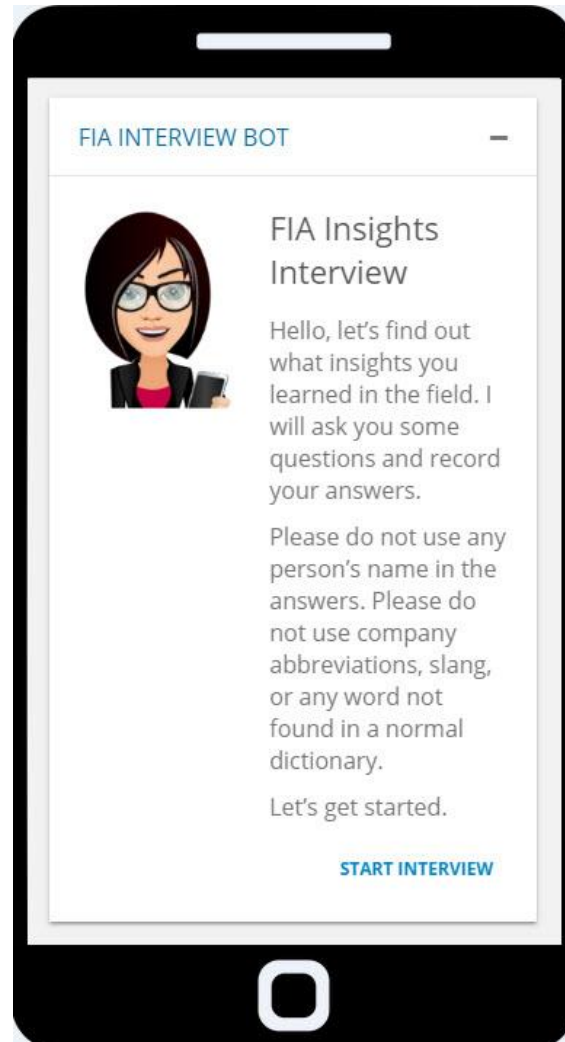 FIA INTERVIEW BOT
FIA Insights
Interview
Hello, let’s find out
what insights you
learned in the field. I
will ask you some
questions and record
your answers.
Please do not use any
person’s name in the
answers. Please do
not use company
abbreviations, slang,
or any word not
found in a normal
dictionary.
Let’s get started.
START INTERVIEW